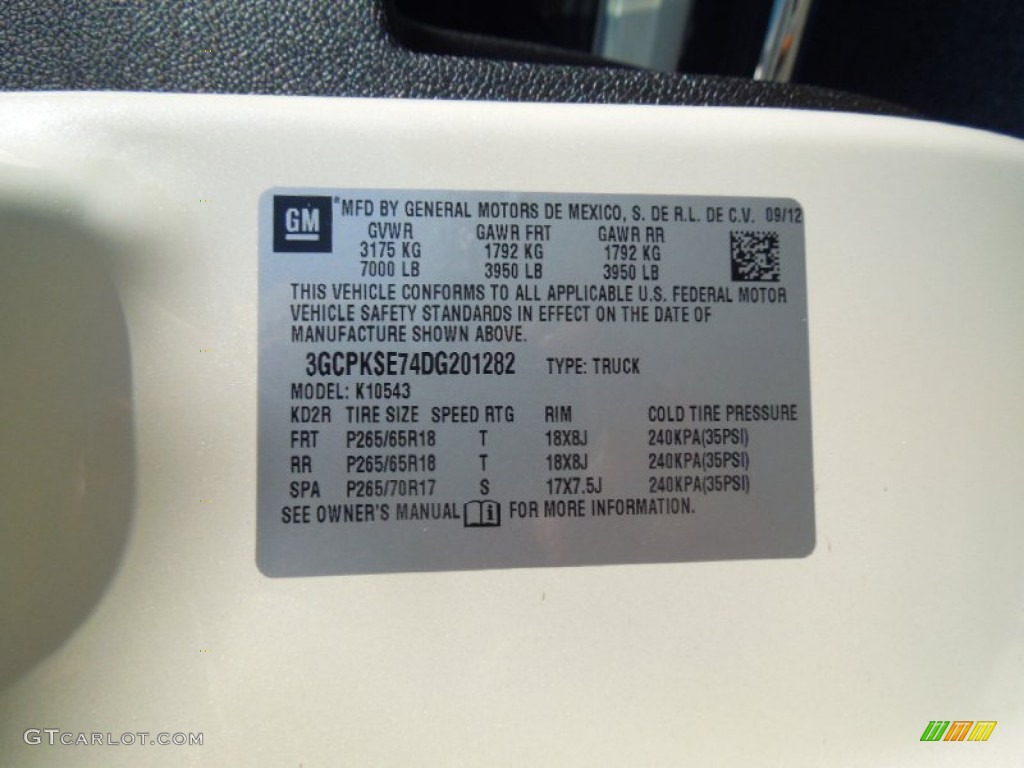 GM *MFD BY GENERAL MOTORS DE MEXICO, S. DE R.L. DE C.V. 09/12
GVWR GAWR FRT GAWR RR
3175 KG 1792 KG 1792 KG
7000 LB 3950 LB 3950 LB
THIS VEHICLE CONFORMS TO ALL APPLICABLE U.S. FEDERAL MOTOR
VEHICLE SAFETY STANDARDS IN EFFECT ON THE DATE OF
MANUFACTURE SHOWN ABOVE.
3GCPKSE74DG201282 TYPE: TRUCK
MODEL: K10543
KD2R TIRE SIZE SPEED RTG RIM COLD TIRE PRESSURE
FRT P265/65R18 T 18X8J 240KPA(35PSI)
RR P265/65R18 T 18X8J 240KPA(35PSI)
SPA P265/70R17 S 17X7.5J 240KPA(35PSI)
SEE OWNER'S MANUAL i FOR MORE INFORMATION.
GTCARLOT.COM